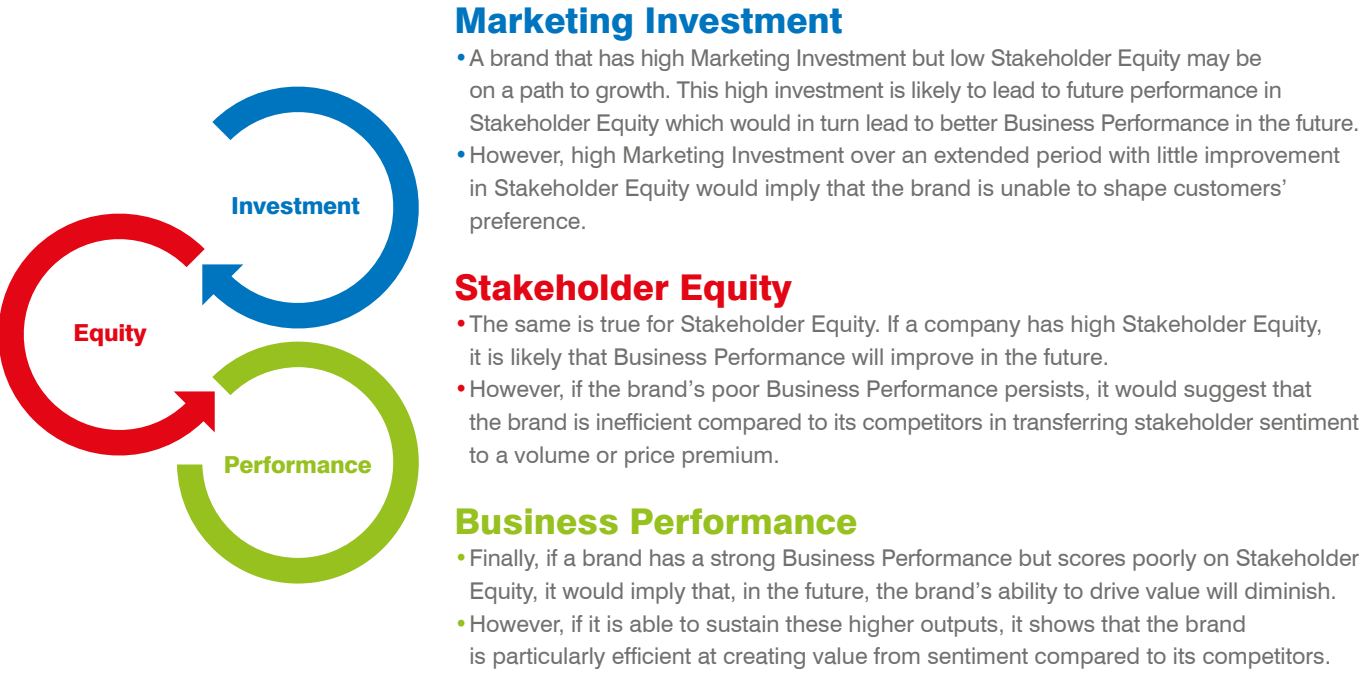 Marketing Investment
•A brand that has high Marketing Investment but low Stakeholder Equity may be
on a path to growth. This high investment is likely to lead to future performance in
Stakeholder Equity which would in turn lead to better Business Performance in the future.
•However, high Marketing Investment over an extended period with little improvement
in Stakeholder Equity would imply that the brand is unable to shape customers’
preference.
Investment
Stakeholder Equity
•The same is true for Stakeholder Equity. If a company has high Stakeholder Equity,
it is likely that Business Performance will improve in the future.
•However, if the brand’s poor Business Performance persists, it would suggest that
the brand is inefficient compared to its competitors in transferring stakeholder sentiment
to a volume or price premium.
Equity
Performance
Business Performance
•Finally, if a brand has a strong Business Performance but scores poorly on Stakeholder
Equity, it would imply that, in the future, the brand’s ability to drive value will diminish.
•However, if it is able to sustain these higher outputs, it shows that the brand
is particularly efficient at creating value from sentiment compared to its competitors.